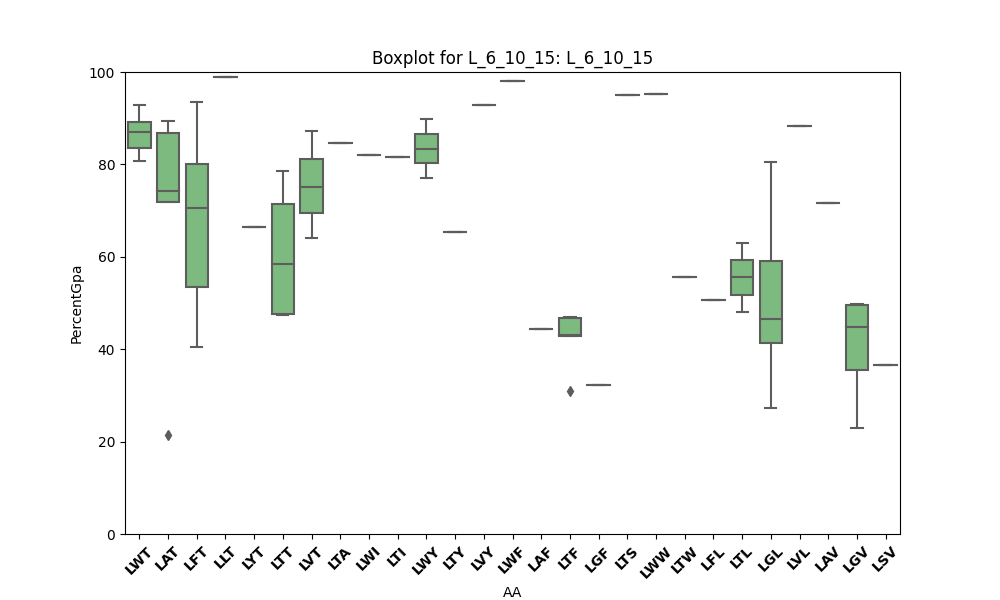 Boxplot for L_6_10_15: L_6_10_15
100
80
60
40
20
0
PercentGpa
LWT LAT LFT LLT LYT LTT LVT LTA LWI LTI LWY LTY LVY LWF LAF LTF LGF LTS LWW LTW LFL LTL LGL LVL LAV LGV LSV
AA